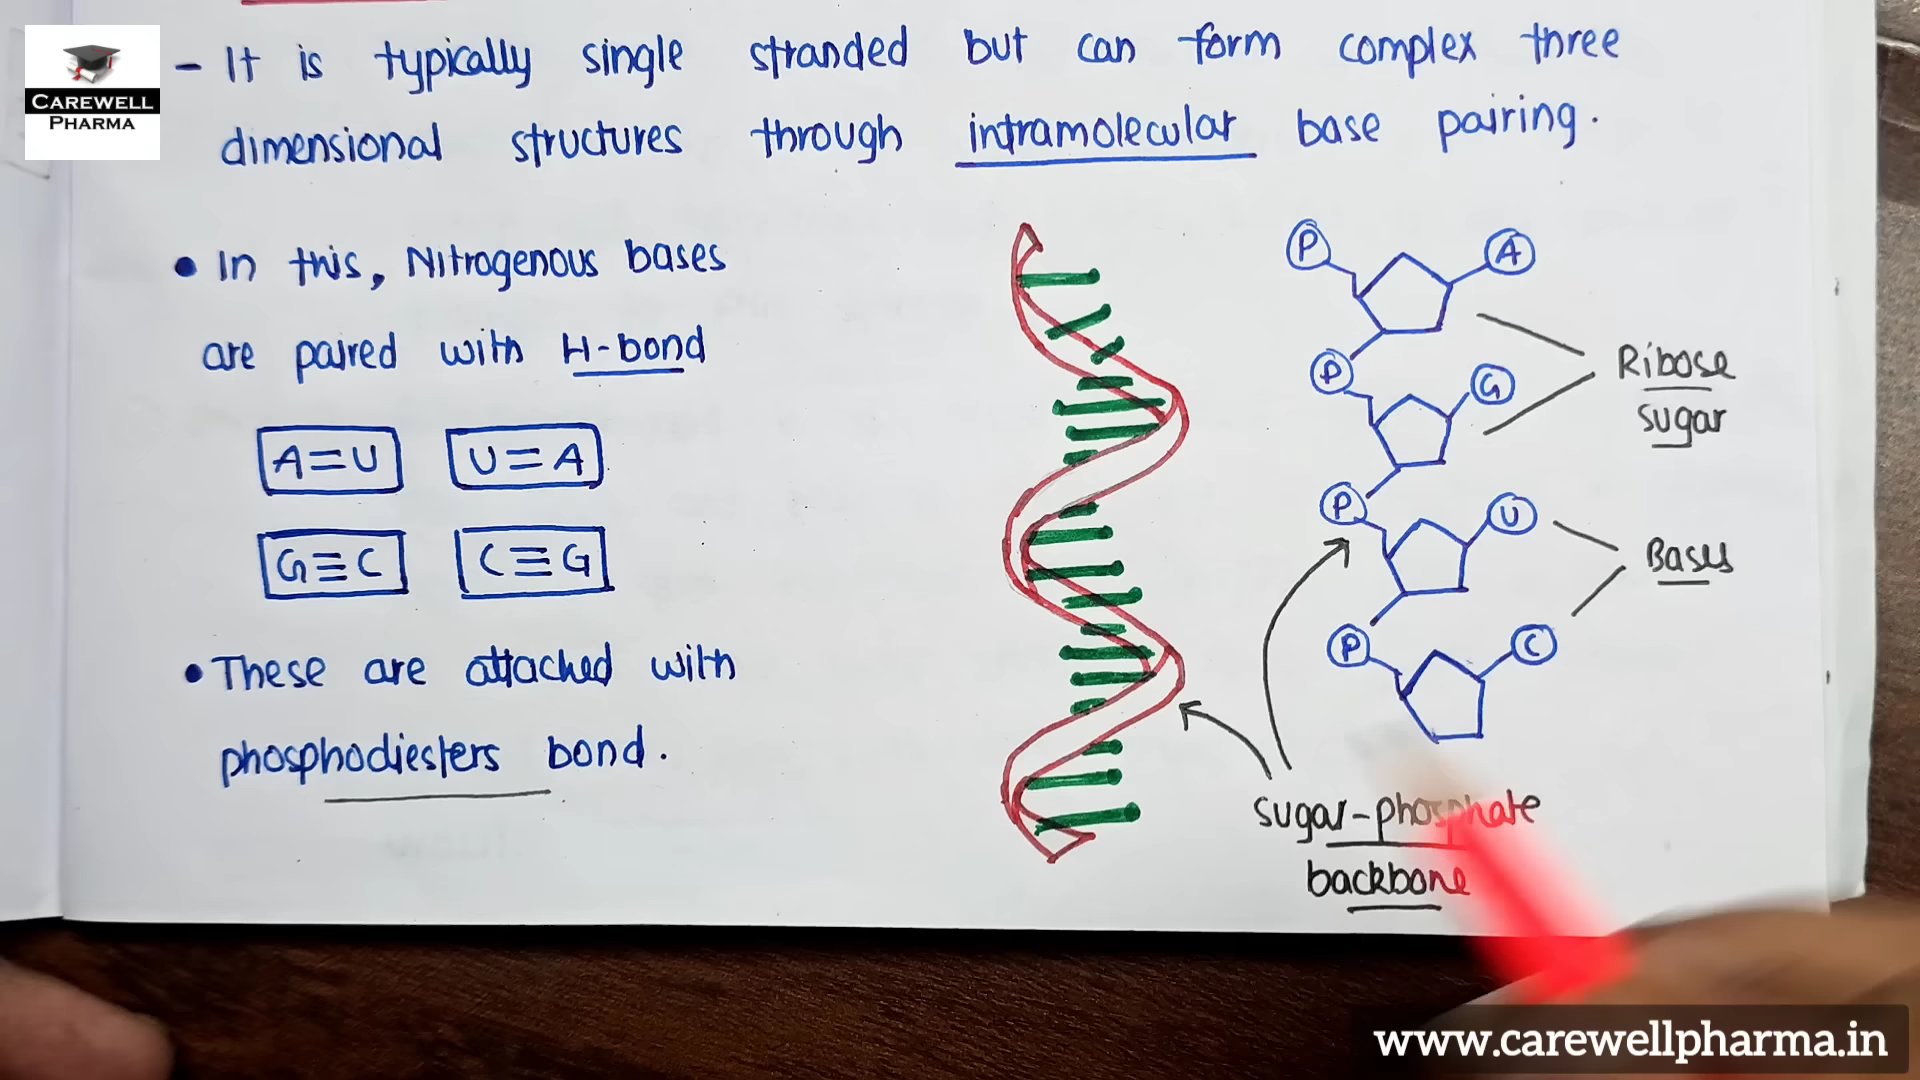 CAREWELL
PHARMA
- It is typically single stranded but can form complex three
dimensional structures through intramolecular base pairing.
• In this, Nitrogenous bases
are paired with H-bond
A=U U=A
G≡C C≡G
• These are attached with
phosphodiesters bond.
P A
P G
Ribose
sugar
P U
Bases
P C
sugar-phosphate
backbone
www.carewellpharma.in